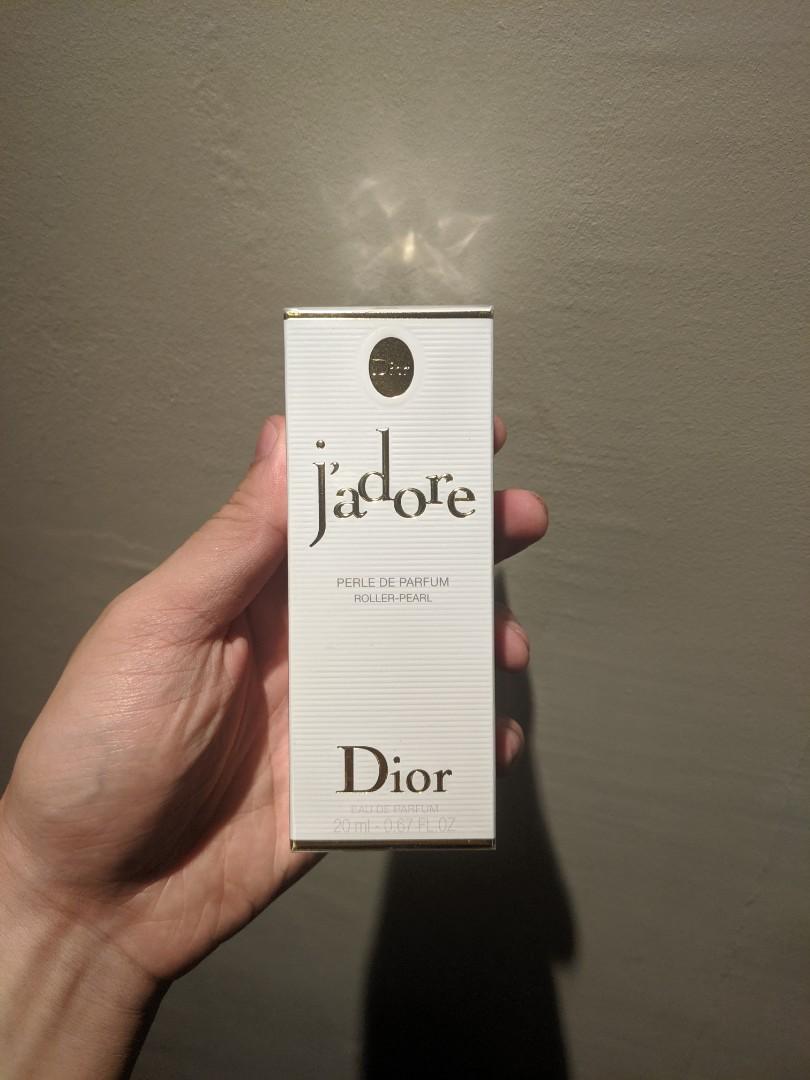 Dior
j'adore
PERLE DE PARFUM
ROLLER-PEARL
Dior
EAU DE PARFUM
20 ml - 0.67 FL.OZ